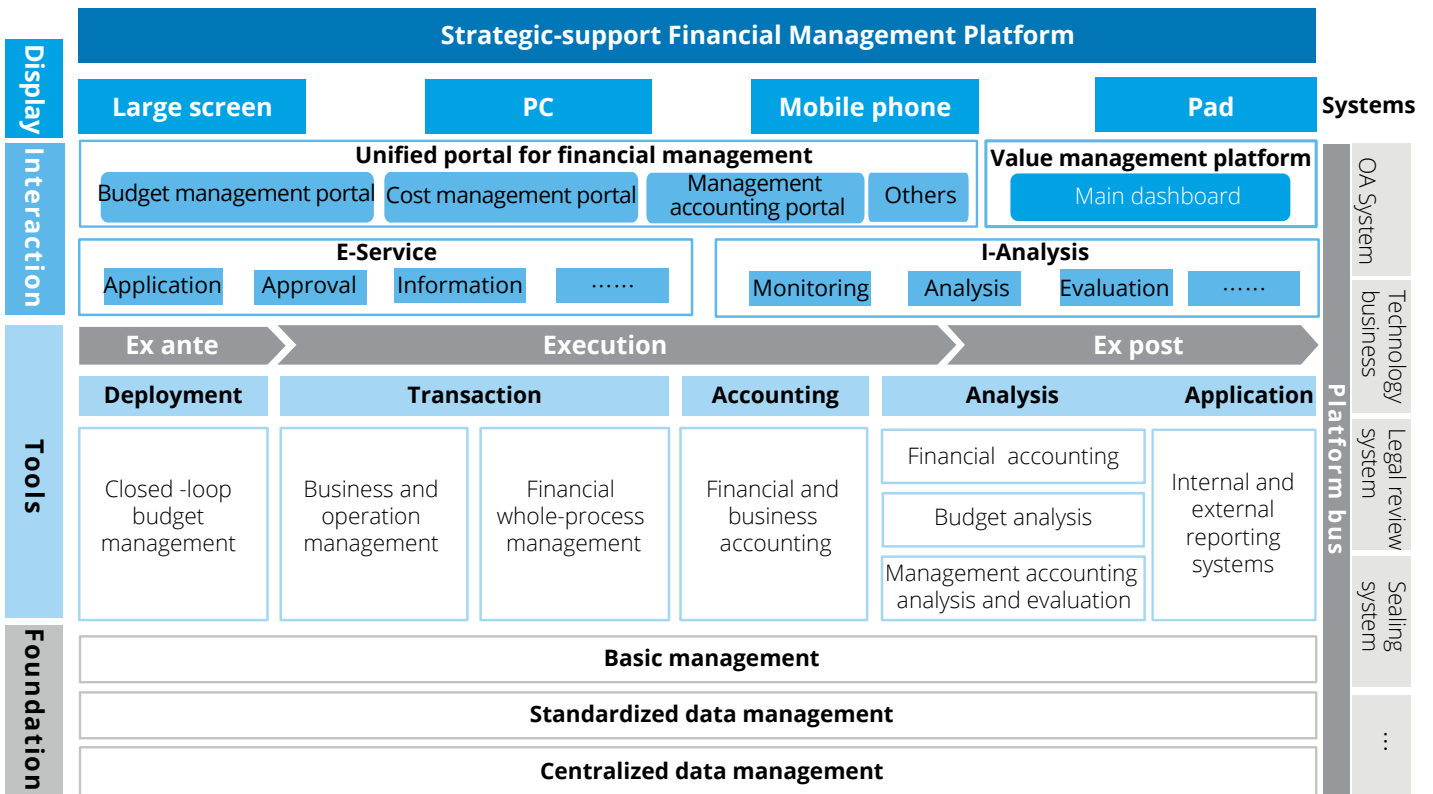 Strategic-support Financial Management Platform
Display
Large screen
PC
Mobile phone
Pad
Systems
Interaction
Unified portal for financial management
Budget management portal
Cost management portal
Management
accounting portal
Others
Value management platform
Main dashboard
E-Service
Application
Approval
Information
......
I-Analysis
Monitoring
Analysis
Evaluation
......
Tools
Ex ante
Execution
Ex post
Deployment
Transaction
Accounting
Analysis
Application
Closed -loop
budget
management
Business and
operation
management
Financial
whole-process
management
Financial and
business
accounting
Financial accounting
Budget analysis
Management accounting
analysis and evaluation
Internal and
external
reporting
systems
Foundation
Basic management
Standardized data management
Centralized data management
Platform bus
OA System
Technology
business
Legal review
system
Sealing
system
...